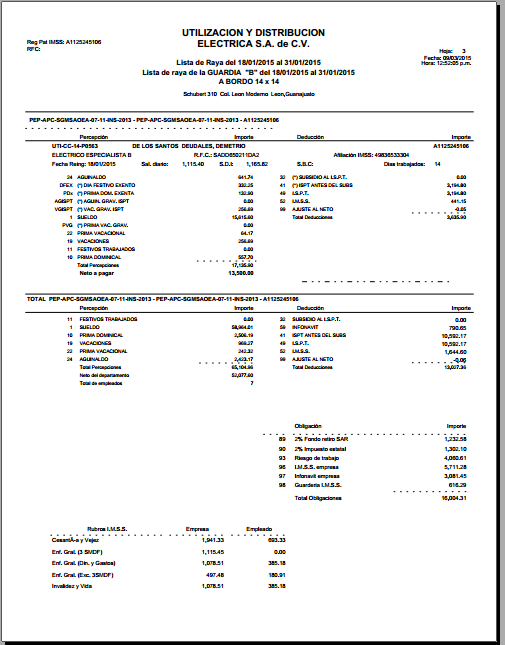 UTILIZACION Y DISTRIBUCION
ELECTRICA S.A. de C.V.
Reg Pat IMSS: A1125245106
RFC:
Hoja: 3
Fecha: 09/03/2015
Hora: 12:52:05 p.m.
Lista de Raya del 18/01/2015 al 31/01/2015
Lista de raya de la GUARDIA "B" del 18/01/2015 al 31/01/2015
A BORDO 14 x 14
Schubert 310 Col. Leon Moderno Leon,Guanajuato
PEP-APC-SGMSAOEA-07-11-INS-2013 - PEP-APC-SGMSAOEA-07-11-INS-2013 - A1125245106
Percepción Importe Deducción Importe
UTI-CC-14-P0563 DE LOS SANTOS DEUDALES, DEMETRIO A1125245106
ELECTRICO ESPECIALISTA B R.F.C.: SADD650211DA2 Afiliación IMSS: 49836533304
Fecha Reing: 18/01/2015 Sal. diario: 1,115.40 S.D.I: 1,165.82 S.B.C: Días trabajados: 14
24 AGUINALDO 641.74 32 (*) SUBSIDIO AL I.S.P.T. 0.00
DFEX (*) DIA FESTIVO EXENTO 332.25 41 (*) ISPT ANTES DEL SUBS 3,194.80
PDx (*) PRIMA DOM. EXENTA 132.90 49 I.S.P.T. 3,194.80
AGISPT (*) AGUIN. GRAV. ISPT 0.00 52 I.M.S.S. 441.15
VGISPT (*) VAC. GRAV. ISPT 256.69 99 AJUSTE AL NETO -0.05
1 SUELDO 15,615.60 Total Deducciones 3,635.90
PVG (*) PRIMA VAC. GRAV. 0.00
22 PRIMA VACACIONAL 64.17
19 VACACIONES 256.69
11 FESTIVOS TRABAJADOS 0.00
10 PRIMA DOMINICAL 557.70
Total Percepciones 17,135.90
Neto a pagar 13,500.00
TOTAL PEP-APC-SGMSAOEA-07-11-INS-2013 - PEP-APC-SGMSAOEA-07-11-INS-2013 - A1125245106
Percepción Importe Deducción Importe
11 FESTIVOS TRABAJADOS 0.00 32 SUBSIDIO AL I.S.P.T. 0.00
1 SUELDO 58,964.01 59 INFONAVIT 790.65
10 PRIMA DOMINICAL 2,506.19 41 ISPT ANTES DEL SUBS 10,592.17
19 VACACIONES 969.27 49 I.S.P.T. 10,592.17
22 PRIMA VACACIONAL 242.32 52 I.M.S.S. 1,644.60
24 AGUINALDO 2,423.17 99 AJUSTE AL NETO -0.06
Total Percepciones 65,104.96 Total Deducciones 13,027.36
Neto del departamento 52,077.60
Total de empleados 7
Obligación Importe
89 2% Fondo retiro SAR 1,232.58
90 2% Impuesto estatal 1,302.10
93 Riesgo de trabajo 4,060.61
96 I.M.S.S. empresa 5,711.28
97 Infonavit empresa 3,081.45
98 Guarderia I.M.S.S. 616.29
Total Obligaciones 16,004.31
Rubros I.M.S.S. Empresa Empleado
CesantÃ­a y Vejez 1,941.33 693.33
Enf. Gral. (3 SMDF) 1,115.45 0.00
Enf. Gral. (Din. y Gastos) 1,078.51 385.18
Enf. Gral. (Exc. 3SMDF) 497.48 180.91
Invalidez y Vida 1,078.51 385.18